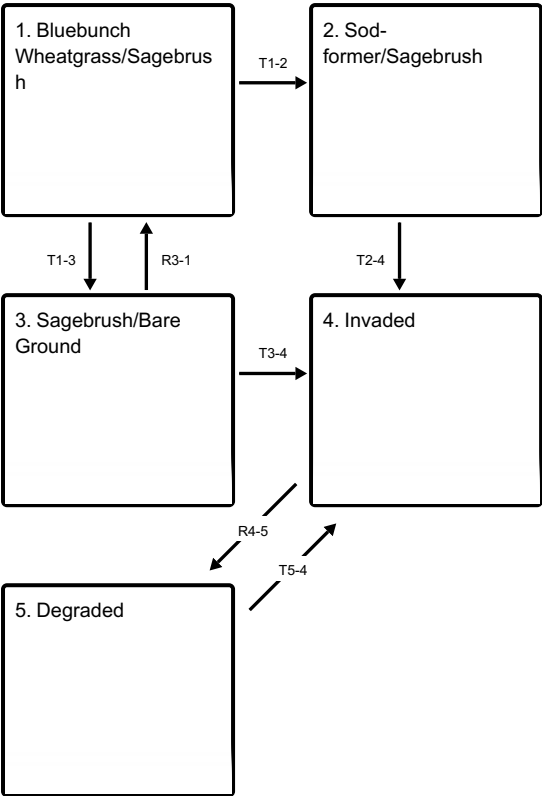 1. Bluebunch
Wheatgrass/Sagebrus
h
T1-2
2. Sod-
former/Sagebrush
T1-3
R3-1
T2-4
3. Sagebrush/Bare
Ground
T3-4
4. Invaded
R4-5
T5-4
5. Degraded